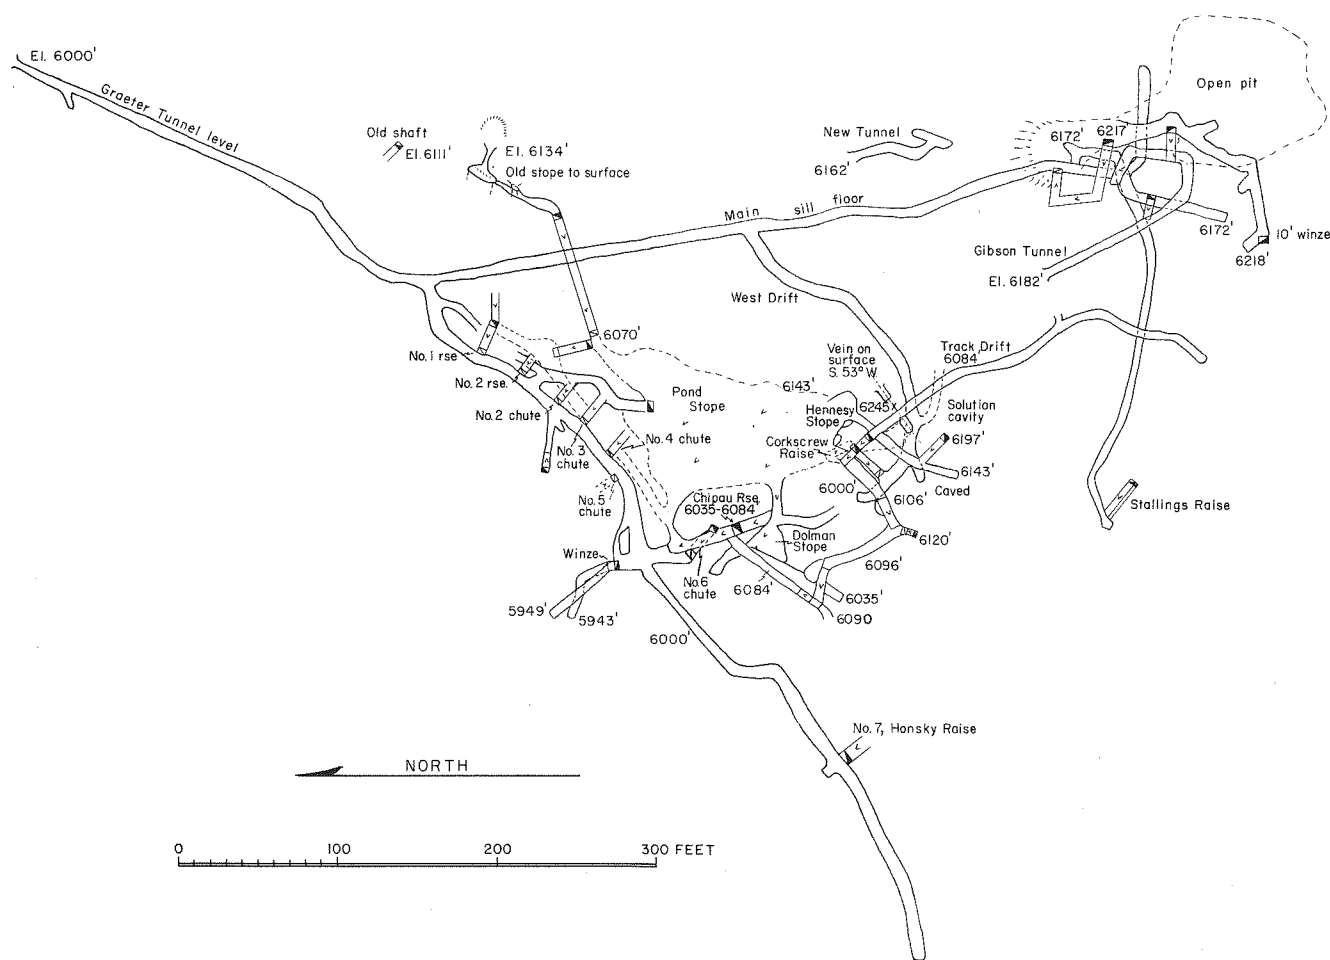 El. 6000'
Graeter Tunnel level
Old shaft
El. 6111'
El. 6134'
Old stope to surface
New Tunnel
6162'
Open pit
6172'
6217'
Main sill floor
Gibson Tunnel
El. 6182'
6172'
10' winze
6218'
West Drift
6070'
No. 1 rse
No. 2 rse.
No. 2 chute
No. 3
chute
No. 4 chute
No. 5
chute
Pond
Stope
Vein on
surface
S. 53° W.
Track Drift
6084'
6143'
6245 x
Hennesy
Stope
Solution
cavity
Corkscrew
Raise
6197'
6143'
6000'
6106'
Caved
Stallings Raise
Chipau Rse,
6035-6084'
Dolman
Stope
6120'
6096'
Winze
No. 6
chute
6084'
6035'
6090
5949'
5943'
6000'
No. 7, Honsky Raise
NORTH
0 100 200 300 FEET